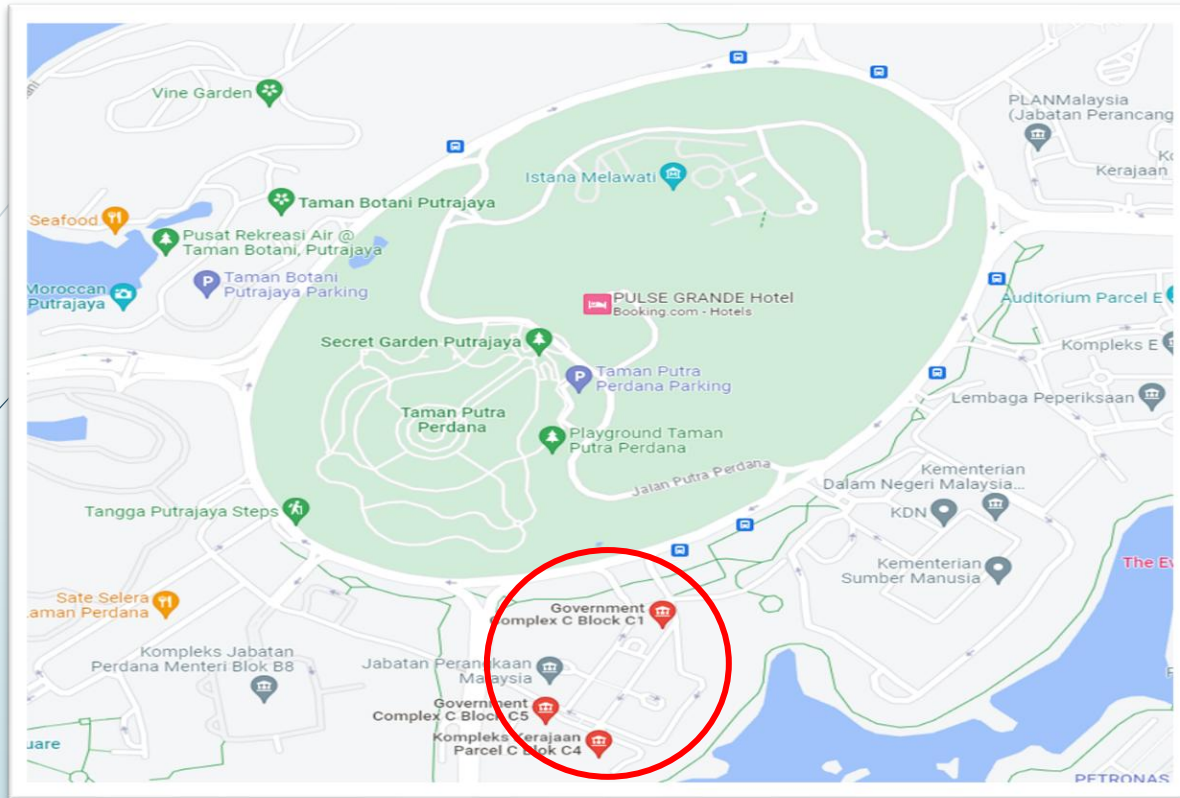 Vine Garden
PLANMalaysia
(Jabatan Perancang
Kerajaan
Istana Melawati
Taman Botani Putrajaya
Seafood
Pusat Rekreasi Air @
Taman Botani, Putrajaya
P
Taman Botani
Putrajaya Parking
Moroccan
Putrajaya
PULSE GRANDE Hotel
Booking.com - Hotels
Auditorium Parcel E
Secret Garden Putrajaya
Kompleks E
P
Taman Putra
Perdana Parking
Lembaga Peperiksaan
Taman Putra
Perdana
Playground Taman
Putra Perdana
Jalan Putra Perdana
Kementerian
Dalam Negeri Malaysia...
Tangga Putrajaya Steps
KDN
Kementerian
Sumber Manusia
The
Sate Selera
Government
Complex C Block C1
Kompleks Jabatan
Perdana Menteri Blok B8
Jabatan Perangkaan
Malaysia
Government
Complex C Block C5
Kompleks Kerajaan
Parcel C Blok C4
PETRONAS